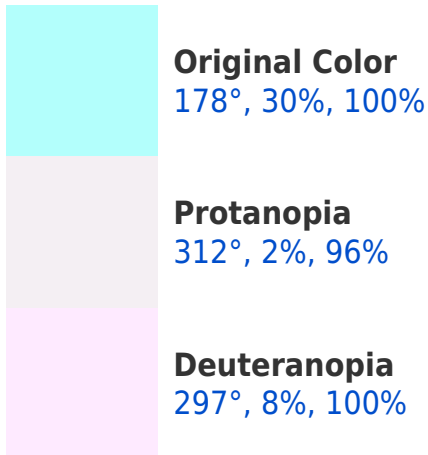 Original Color
178°, 30%, 100%
Protanopia
312°, 2%, 96%
Deuteranopia
297°, 8%, 100%